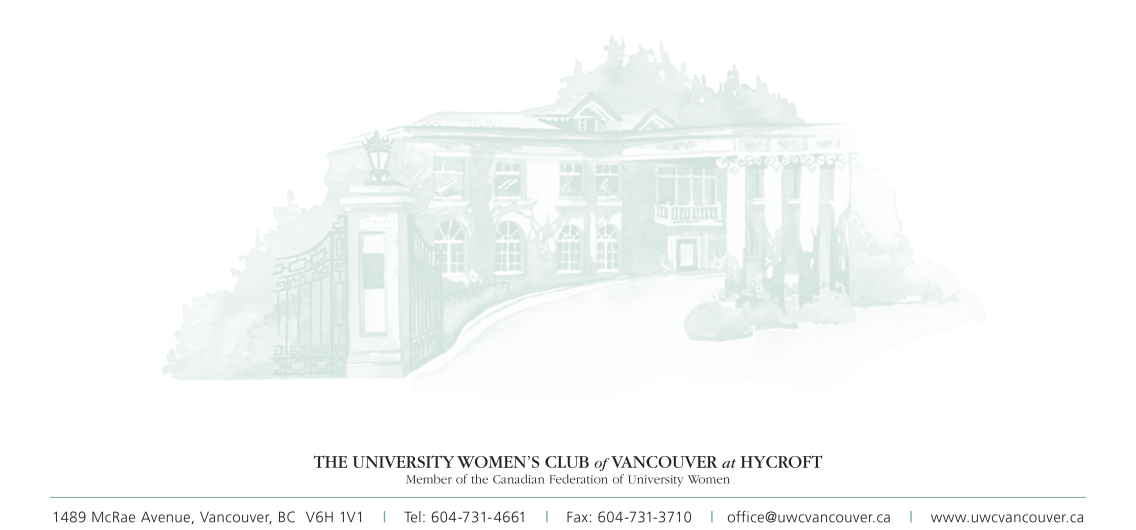 THE UNIVERSITY WOMEN'S CLUB of VANCOUVER at HYCROFT
Member of the Canadian Federation of University Women
1489 McRae Avenue, Vancouver, BC V6H 1V1 | Tel: 604-731-4661 | Fax: 604-731-3710 | office@uwcvancouver.ca | www.uwcvancouver.ca